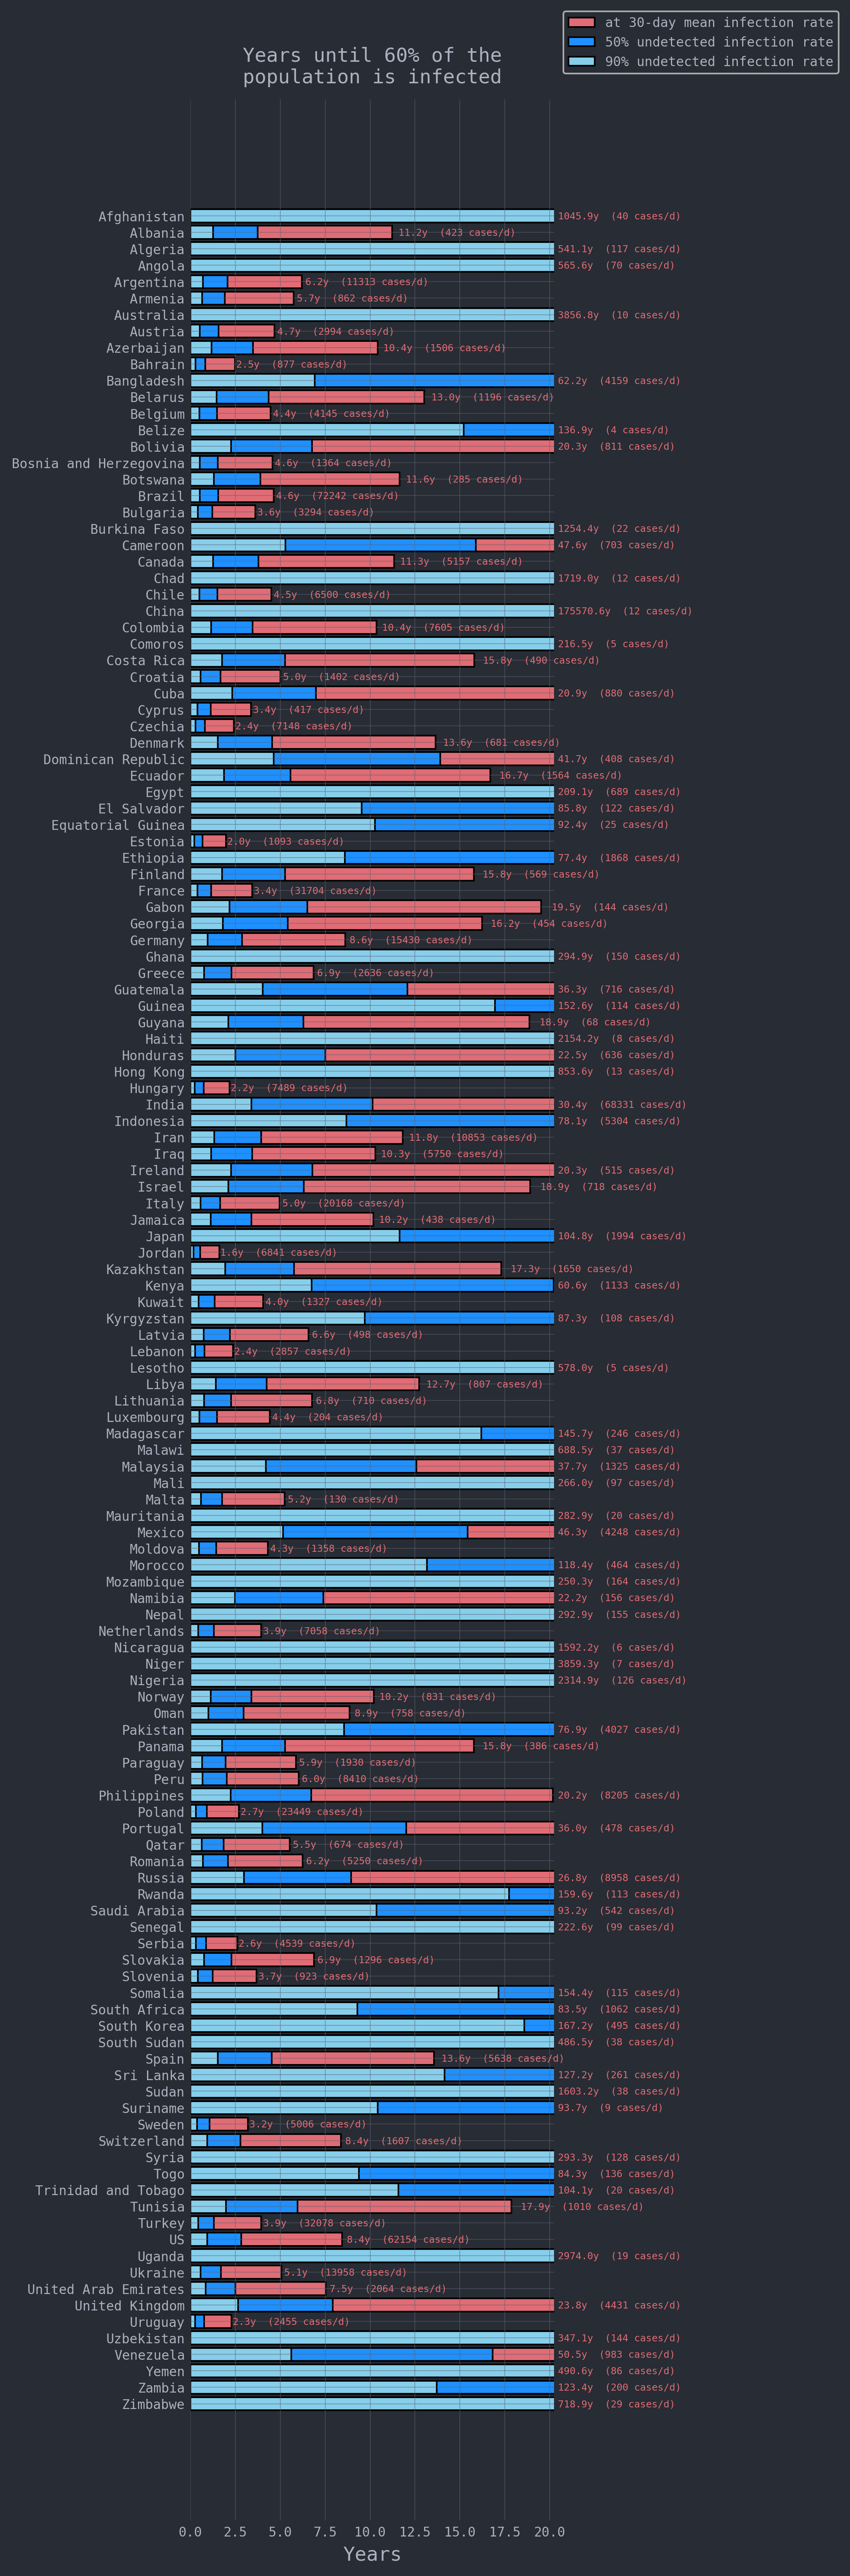 at 30-day mean infection rate
50% undetected infection rate
90% undetected infection rate
Years until 60% of the
population is infected
Afghanistan 1045.9y (40 cases/d)
Albania 11.2y (423 cases/d)
Algeria 541.1y (117 cases/d)
Angola 565.6y (70 cases/d)
Argentina 6.2y (11313 cases/d)
Armenia 5.7y (862 cases/d)
Australia 3856.8y (10 cases/d)
Austria 4.7y (2994 cases/d)
Azerbaijan 10.4y (1506 cases/d)
Bahrain 2.5y (877 cases/d)
Bangladesh 62.2y (4159 cases/d)
Belarus 13.0y (1196 cases/d)
Belgium 4.4y (4145 cases/d)
Belize 136.9y (4 cases/d)
Bolivia 20.3y (811 cases/d)
Bosnia and Herzegovina 4.6y (1364 cases/d)
Botswana 11.6y (285 cases/d)
Brazil 4.6y (72242 cases/d)
Bulgaria 3.6y (3294 cases/d)
Burkina Faso 1254.4y (22 cases/d)
Cameroon 47.6y (703 cases/d)
Canada 11.3y (5157 cases/d)
Chad 1719.0y (12 cases/d)
Chile 4.5y (6500 cases/d)
China 175570.6y (12 cases/d)
Colombia 10.4y (7605 cases/d)
Comoros 216.5y (5 cases/d)
Costa Rica 15.8y (490 cases/d)
Croatia 5.0y (1402 cases/d)
Cuba 20.9y (880 cases/d)
Cyprus 3.4y (417 cases/d)
Czechia 2.4y (7148 cases/d)
Denmark 13.6y (681 cases/d)
Dominican Republic 41.7y (408 cases/d)
Ecuador 16.7y (1564 cases/d)
Egypt 209.1y (689 cases/d)
El Salvador 85.8y (122 cases/d)
Equatorial Guinea 92.4y (25 cases/d)
Estonia 2.0y (1093 cases/d)
Ethiopia 77.4y (1868 cases/d)
Finland 15.8y (569 cases/d)
France 3.4y (31704 cases/d)
Gabon 19.5y (144 cases/d)
Georgia 16.2y (454 cases/d)
Germany 8.6y (15430 cases/d)
Ghana 294.9y (150 cases/d)
Greece 6.9y (2636 cases/d)
Guatemala 36.3y (716 cases/d)
Guinea 152.6y (114 cases/d)
Guyana 18.9y (68 cases/d)
Haiti 2154.2y (8 cases/d)
Honduras 22.5y (636 cases/d)
Hong Kong 853.6y (13 cases/d)
Hungary 2.2y (7489 cases/d)
India 30.4y (68331 cases/d)
Indonesia 78.1y (5304 cases/d)
Iran 11.8y (10853 cases/d)
Iraq 10.3y (5750 cases/d)
Ireland 20.3y (515 cases/d)
Israel 18.9y (718 cases/d)
Italy 5.0y (20168 cases/d)
Jamaica 10.2y (438 cases/d)
Japan 104.8y (1994 cases/d)
Jordan 1.6y (6841 cases/d)
Kazakhstan 17.3y (1650 cases/d)
Kenya 60.6y (1133 cases/d)
Kuwait 4.0y (1327 cases/d)
Kyrgyzstan 87.3y (108 cases/d)
Latvia 6.6y (498 cases/d)
Lebanon 2.4y (2857 cases/d)
Lesotho 578.0y (5 cases/d)
Libya 12.7y (807 cases/d)
Lithuania 6.8y (710 cases/d)
Luxembourg 4.4y (204 cases/d)
Madagascar 145.7y (246 cases/d)
Malawi 688.5y (37 cases/d)
Malaysia 37.7y (1325 cases/d)
Mali 266.0y (97 cases/d)
Malta 5.2y (130 cases/d)
Mauritania 282.9y (20 cases/d)
Mexico 46.3y (4248 cases/d)
Moldova 4.3y (1358 cases/d)
Morocco 118.4y (464 cases/d)
Mozambique 250.3y (164 cases/d)
Namibia 22.2y (156 cases/d)
Nepal 292.9y (155 cases/d)
Netherlands 3.9y (7058 cases/d)
Nicaragua 1592.2y (6 cases/d)
Niger 3859.3y (7 cases/d)
Nigeria 2314.9y (126 cases/d)
Norway 10.2y (831 cases/d)
Oman 8.9y (758 cases/d)
Pakistan 76.9y (4027 cases/d)
Panama 15.8y (386 cases/d)
Paraguay 5.9y (1930 cases/d)
Peru 6.0y (8410 cases/d)
Philippines 20.2y (8205 cases/d)
Poland 2.7y (23449 cases/d)
Portugal 36.0y (478 cases/d)
Qatar 5.5y (674 cases/d)
Romania 6.2y (5250 cases/d)
Russia 26.8y (8958 cases/d)
Rwanda 159.6y (113 cases/d)
Saudi Arabia 93.2y (542 cases/d)
Senegal 222.6y (99 cases/d)
Serbia 2.6y (4539 cases/d)
Slovakia 6.9y (1296 cases/d)
Slovenia 3.7y (923 cases/d)
Somalia 154.4y (115 cases/d)
South Africa 83.5y (1062 cases/d)
South Korea 167.2y (495 cases/d)
South Sudan 486.5y (38 cases/d)
Spain 13.6y (5638 cases/d)
Sri Lanka 127.2y (261 cases/d)
Sudan 1603.2y (38 cases/d)
Suriname 93.7y (9 cases/d)
Sweden 3.2y (5006 cases/d)
Switzerland 8.4y (1607 cases/d)
Syria 293.3y (128 cases/d)
Togo 84.3y (136 cases/d)
Trinidad and Tobago 104.1y (20 cases/d)
Tunisia 17.9y (1010 cases/d)
Turkey 3.9y (32078 cases/d)
US 8.4y (62154 cases/d)
Uganda 2974.0y (19 cases/d)
Ukraine 5.1y (13958 cases/d)
United Arab Emirates 7.5y (2064 cases/d)
United Kingdom 23.8y (4431 cases/d)
Uruguay 2.3y (2455 cases/d)
Uzbekistan 347.1y (144 cases/d)
Venezuela 50.5y (983 cases/d)
Yemen 490.6y (86 cases/d)
Zambia 123.4y (200 cases/d)
Zimbabwe 718.9y (29 cases/d)
0.0 2.5 5.0 7.5 10.0 12.5 15.0 17.5 20.0
Years